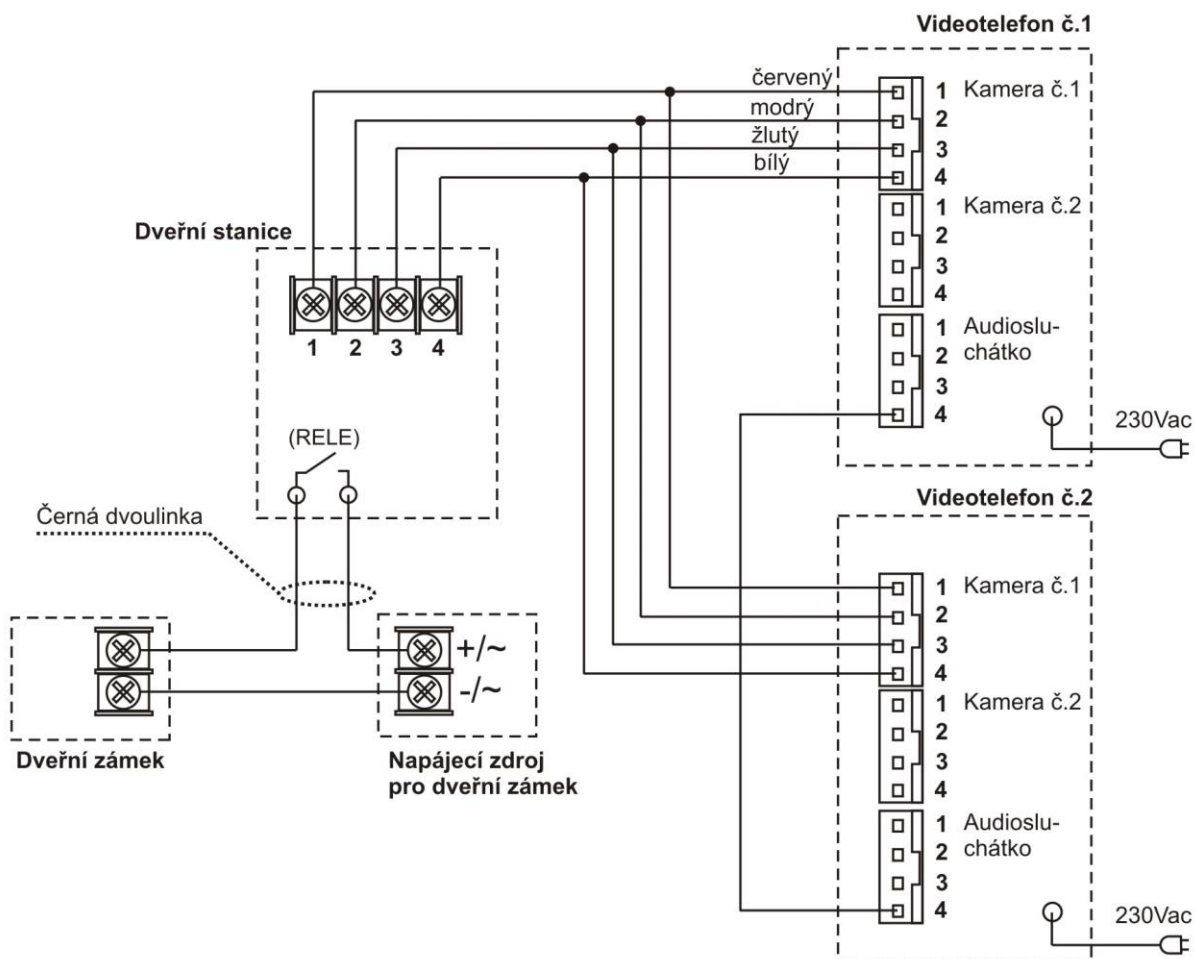 Videotelefon č.1
červený
modrý
žlutý
bílý
1 Kamera č.1
2
3
4
1 Kamera č.2
2
3
4
1 Audioslu-
2 chátko
3
4
230Vac
Dveřní stanice
1 2 3 4
(RELE)
Černá dvoulinka
+/~
-/~
Dveřní zámek
Napájecí zdroj
pro dveřní zámek
Videotelefon č.2
1 Kamera č.1
2
3
4
1 Kamera č.2
2
3
4
1 Audioslu-
2 chátko
3
4
230Vac